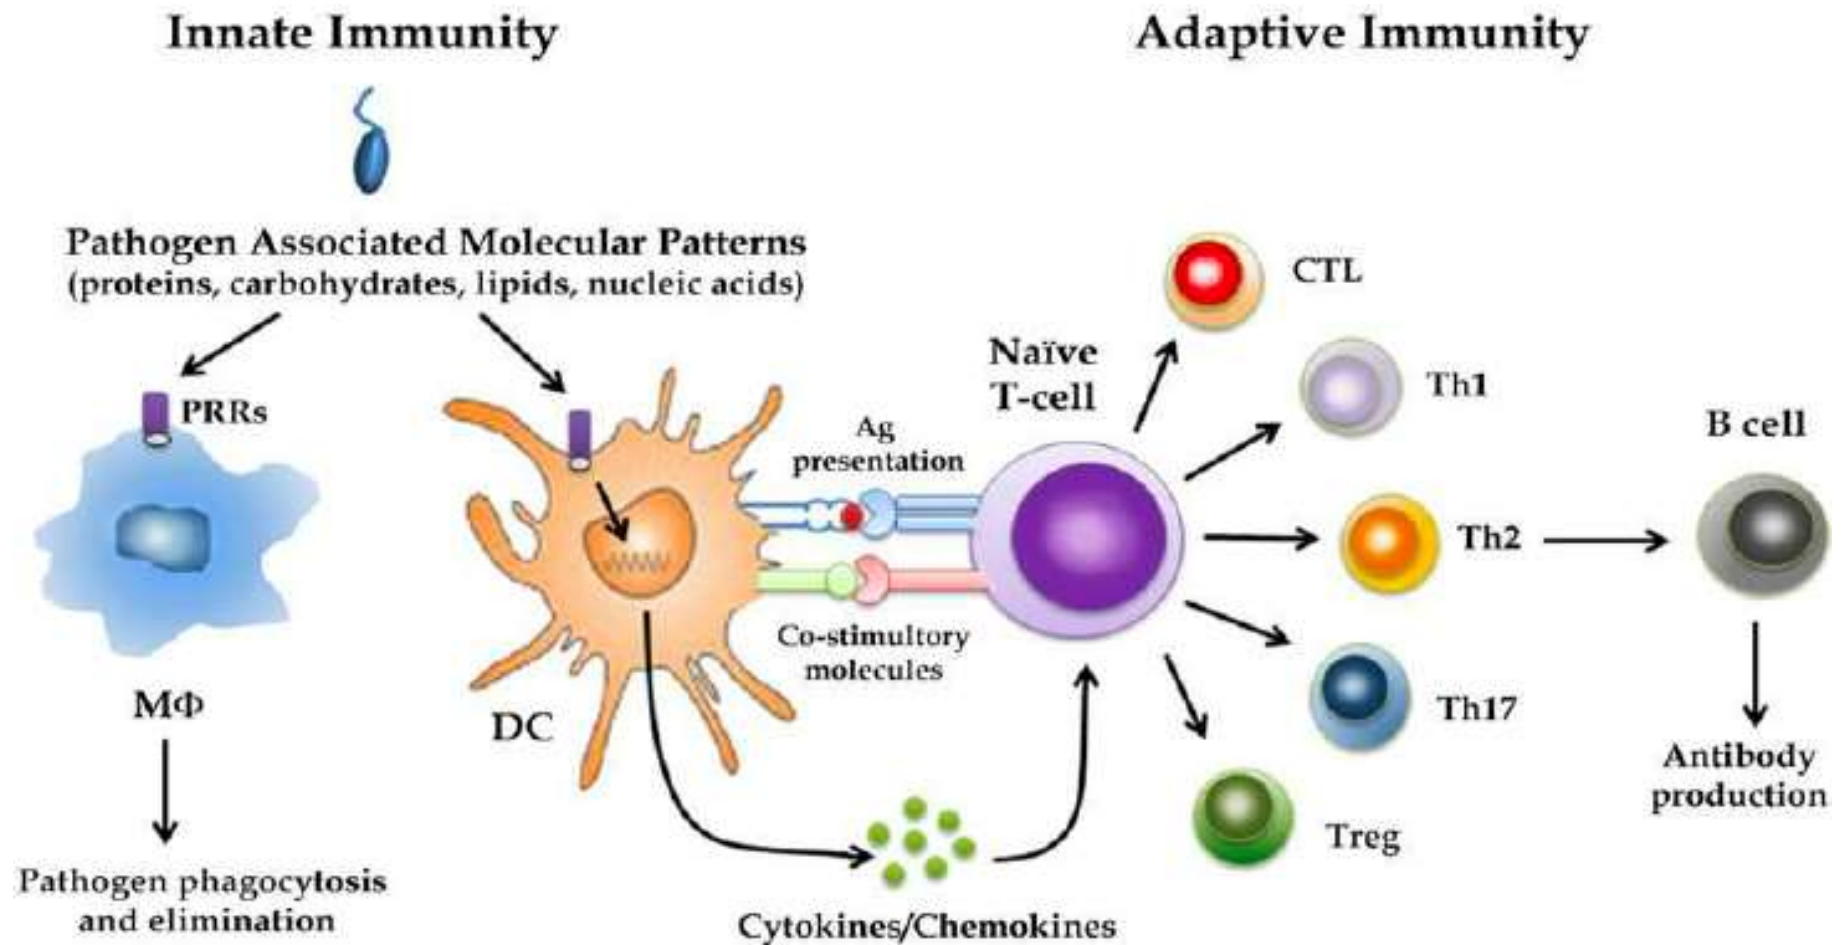 Innate Immunity
Adaptive Immunity
Pathogen Associated Molecular Patterns
(proteins, carbohydrates, lipids, nucleic acids)
PRRs
MΦ
Pathogen phagocytosis
and elimination
DC
Ag
presentation
Co-stimultory
molecules
Cytokines/Chemokines
Naïve
T-cell
CTL
Th1
Th2
Th17
Treg
B cell
Antibody
production